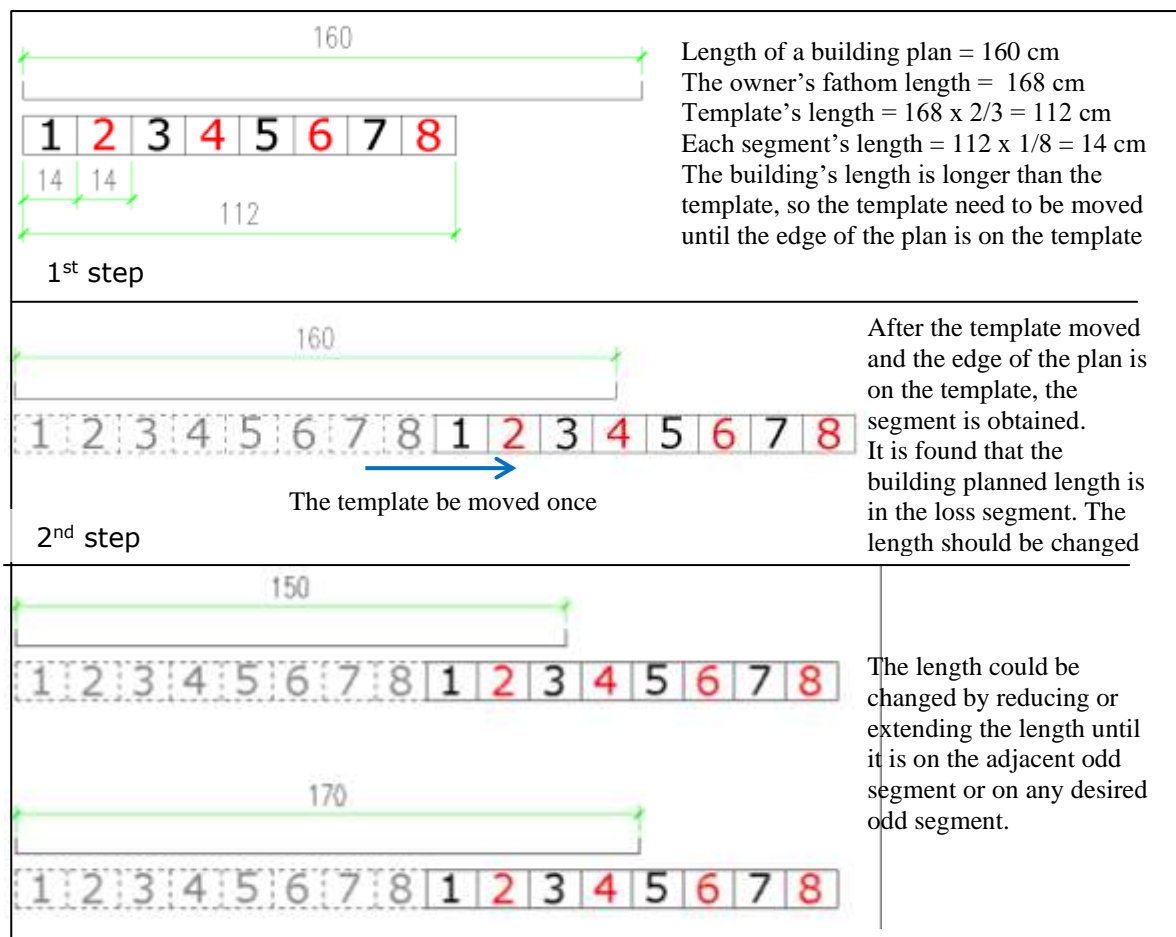 160
1 2 3 4 5 6 7 8
14 14
112
1st step
Length of a building plan = 160 cm
The owner's fathom length = 168 cm
Template's length = 168 x 2/3 = 112 cm
Each segment's length = 112 x 1/8 = 14 cm
The building's length is longer than the
template, so the template need to be moved
until the edge of the plan is on the template
160
1 2 3 4 5 6 7 8 1 2 3 4 5 6 7 8
The template be moved once
2nd step
After the template moved
and the edge of the plan is
on the template, the
segment is obtained.
It is found that the
building planned length is
in the loss segment. The
length should be changed
150
1 2 3 4 5 6 7 8 1 2 3 4 5 6 7 8
170
1 2 3 4 5 6 7 8 1 2 3 4 5 6 7 8
The length could be
changed by reducing or
extending the length until
it is on the adjacent odd
segment or on any desired
odd segment.